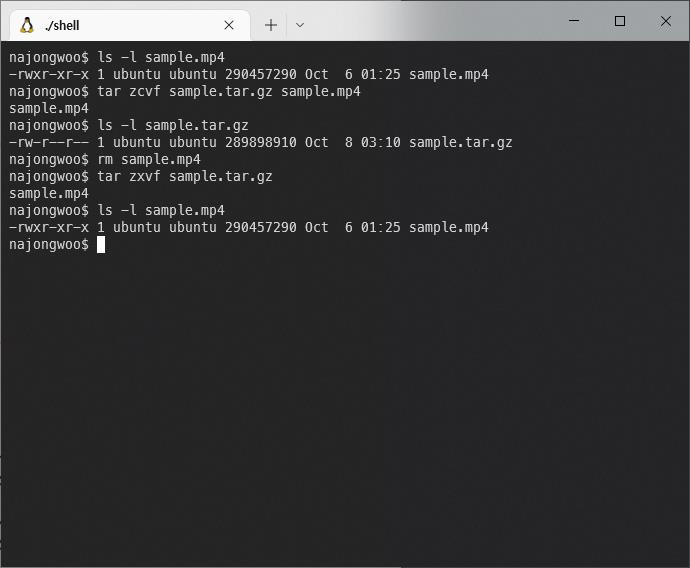 ./shell
najongwoo$ ls -l sample.mp4
-rwxr-xr-x 1 ubuntu ubuntu 290457290 Oct  6 01:25 sample.mp4
najongwoo$ tar zcvf sample.tar.gz sample.mp4
sample.mp4
najongwoo$ ls -l sample.tar.gz
-rw-r--r-- 1 ubuntu ubuntu 289898910 Oct  8 03:10 sample.tar.gz
najongwoo$ rm sample.mp4
najongwoo$ tar zxvf sample.tar.gz
sample.mp4
najongwoo$ ls -l sample.mp4
-rwxr-xr-x 1 ubuntu ubuntu 290457290 Oct  6 01:25 sample.mp4
najongwoo$